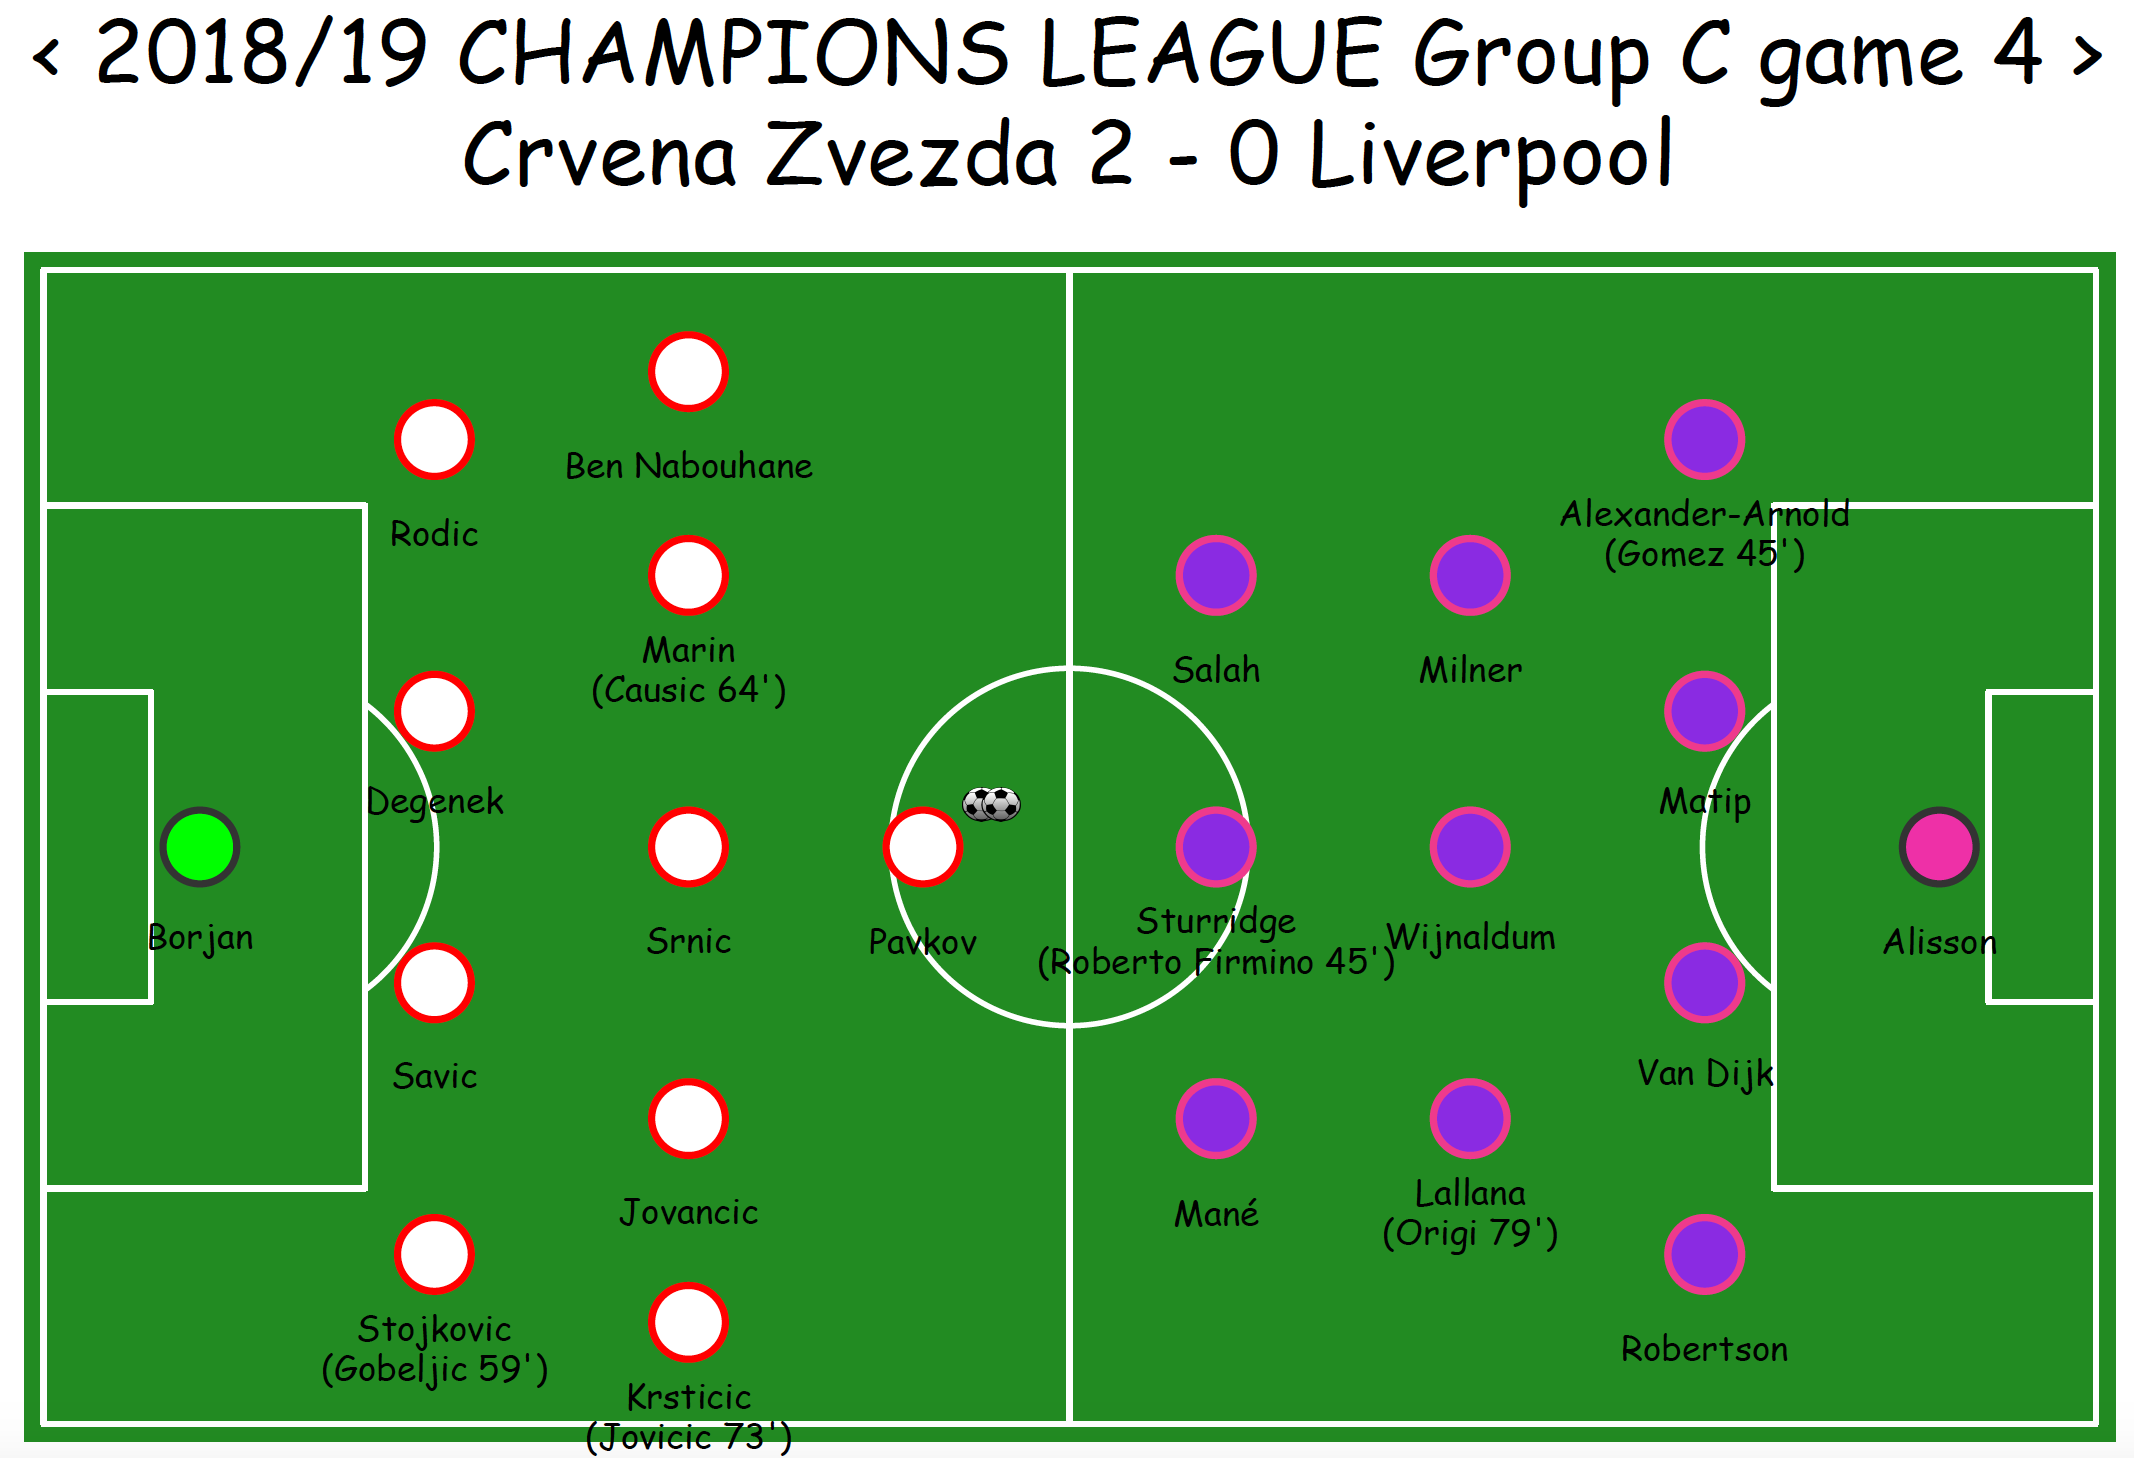 < 2018/19 CHAMPIONS LEAGUE Group C game 4 >
Crvena Zvezda 2 - 0 Liverpool
Ben Nabouhane
Rodic
Alexander-Arnold
(Gomez 45')
Marin
(Causic 64')
Salah
Milner
Degenek
Matip
Borjan
Srnic
Pavkov
Sturridge
(Roberto Firmino 45')
Wijnaldum
Alisson
Savic
Van Dijk
Jovancic
Mané
Lallana
(Origi 79')
Stojkovic
(Gobeljic 59')
Robertson
Krsticic
(Jovicic 73')